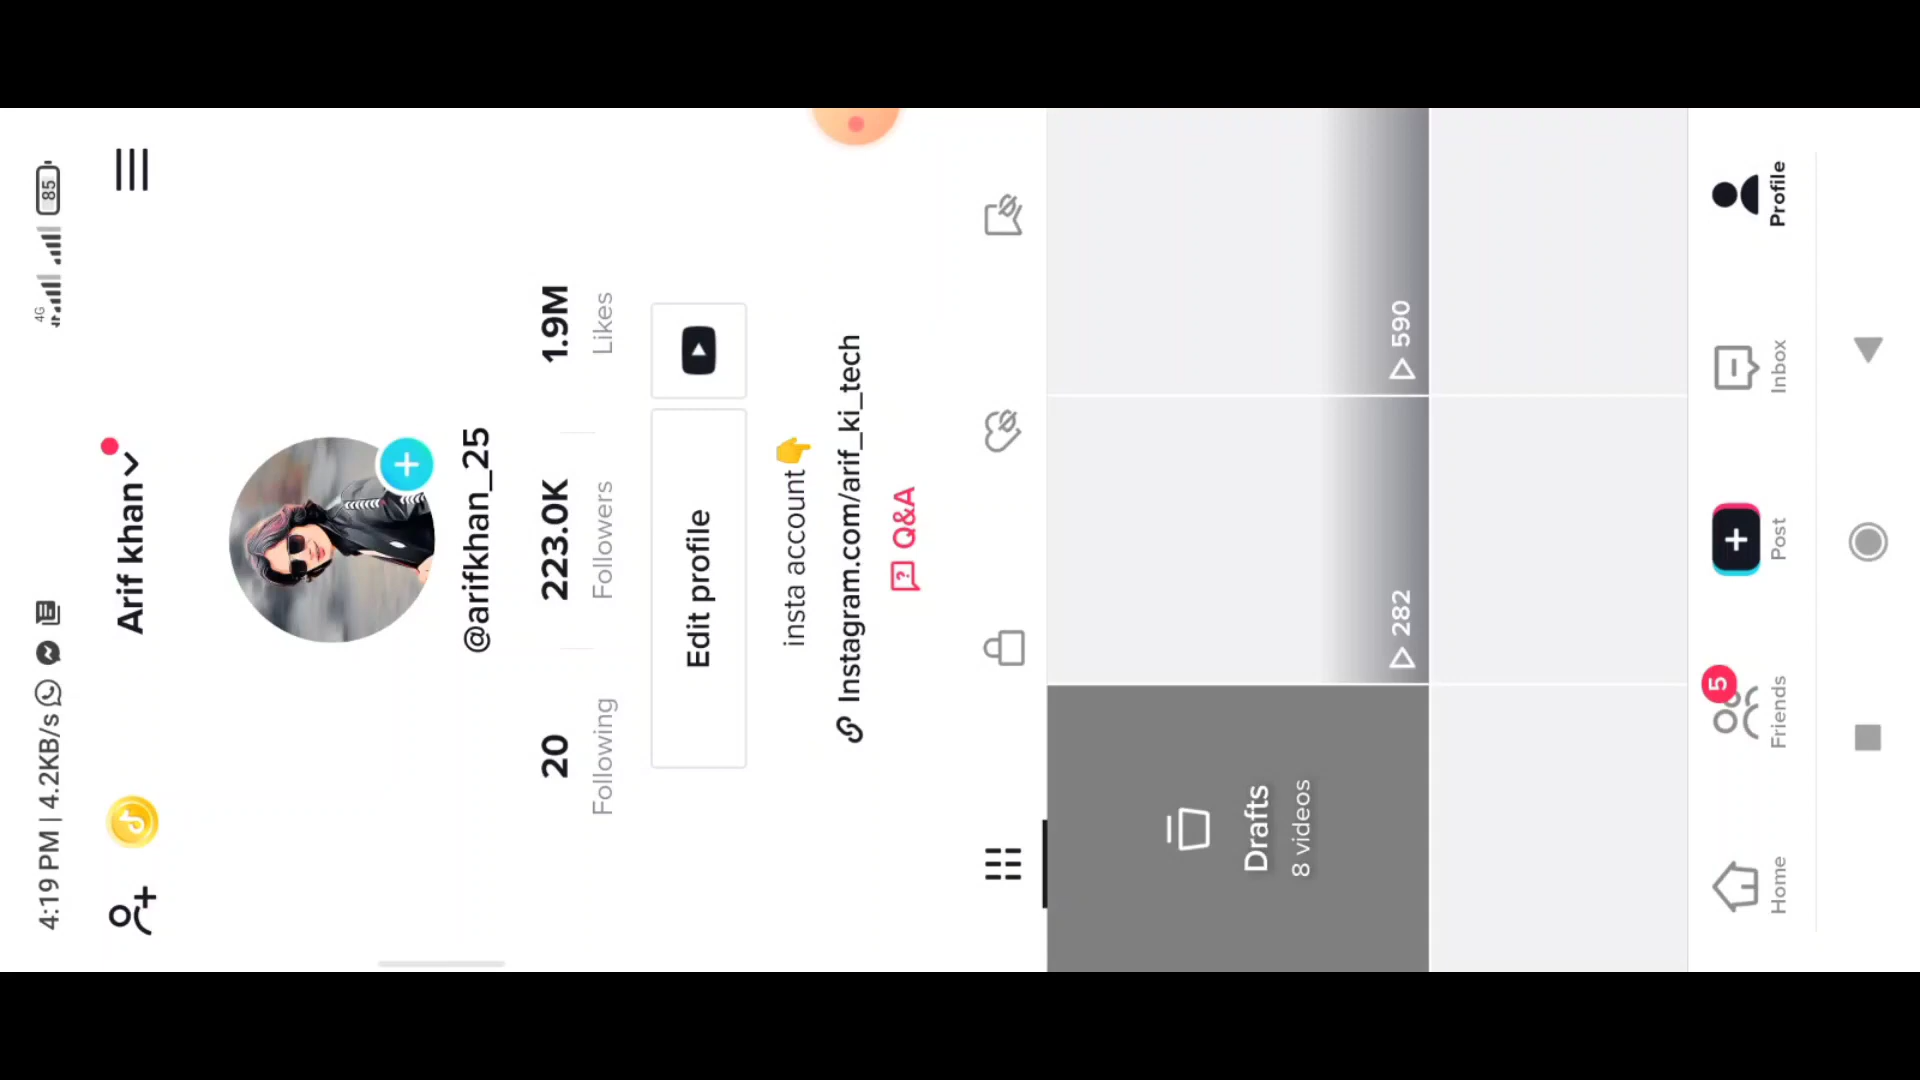 4:19 PM | 4.2KB/s
4G
85
Arif khan
@arifkhan_25
20
Following
223.0K
Followers
1.9M
Likes
Edit profile
insta account👉
Instagram.com/arif_ki_tech
Q&A
Drafts
8 videos
282
590
Home
5
Friends
Post
Inbox
Profile